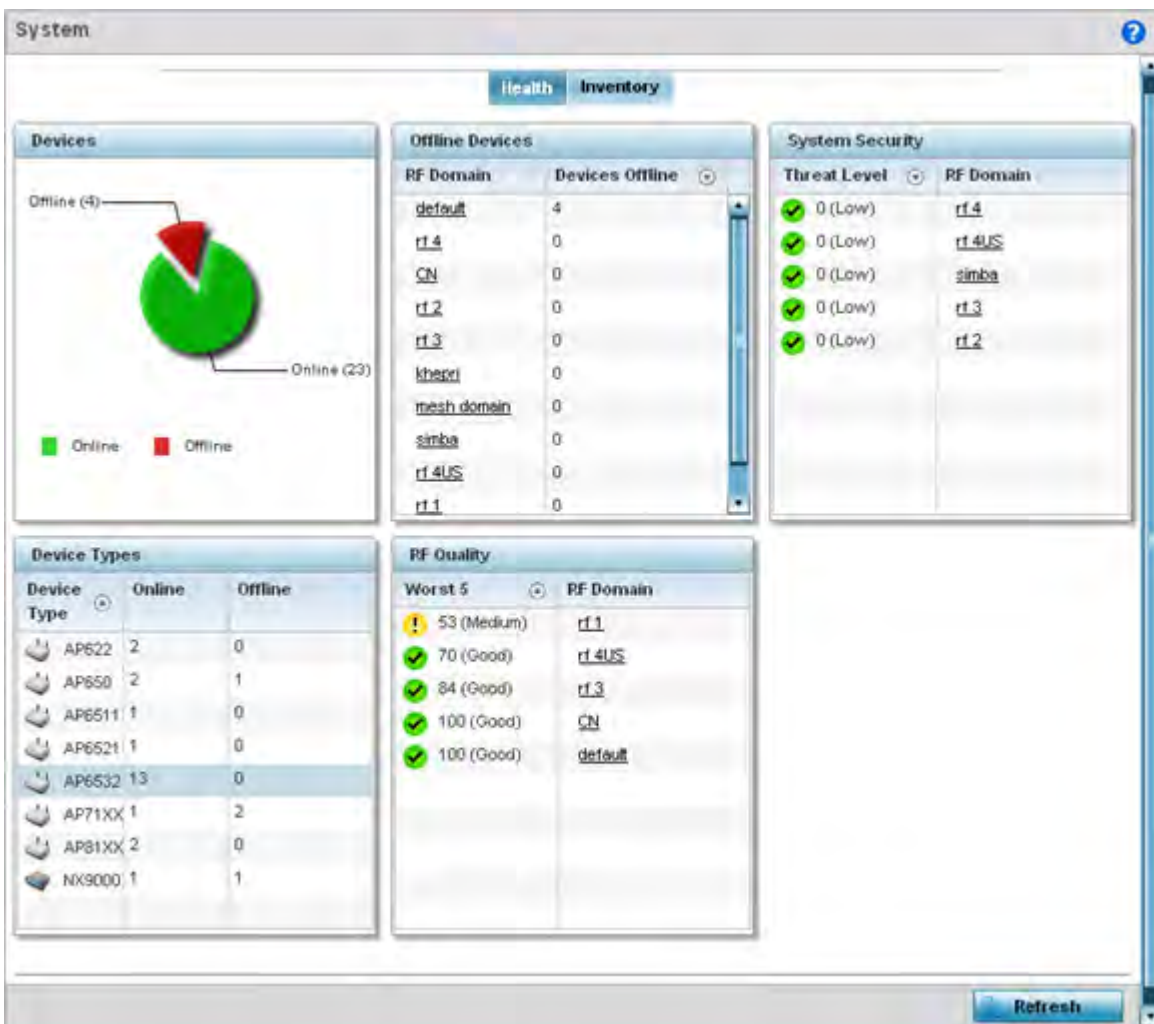 System
?
Health Inventory
Devices
Offline (4)
Online (23)
Online Offline
Offline Devices
RF Domain Devices Offline
default 4
rf 4 0
CN 0
rf 2 0
rf 3 0
khepri 0
mesh domain 0
simba 0
rf 4US 0
rf 1 0
System Security
Threat Level RF Domain
0 (Low) rf 4
0 (Low) rf 4US
0 (Low) simba
0 (Low) rf 3
0 (Low) rf 2
Device Types
Device Type Online Offline
AP622 2 0
AP650 2 1
AP6511 1 0
AP6521 1 0
AP6532 13 0
AP71XX 1 2
AP81XX 2 0
NX9000 1 1
RF Quality
Worst 5 RF Domain
! 53 (Medium) rf 1
70 (Good) rf 4US
84 (Good) rf 3
100 (Good) CN
100 (Good) default
Refresh